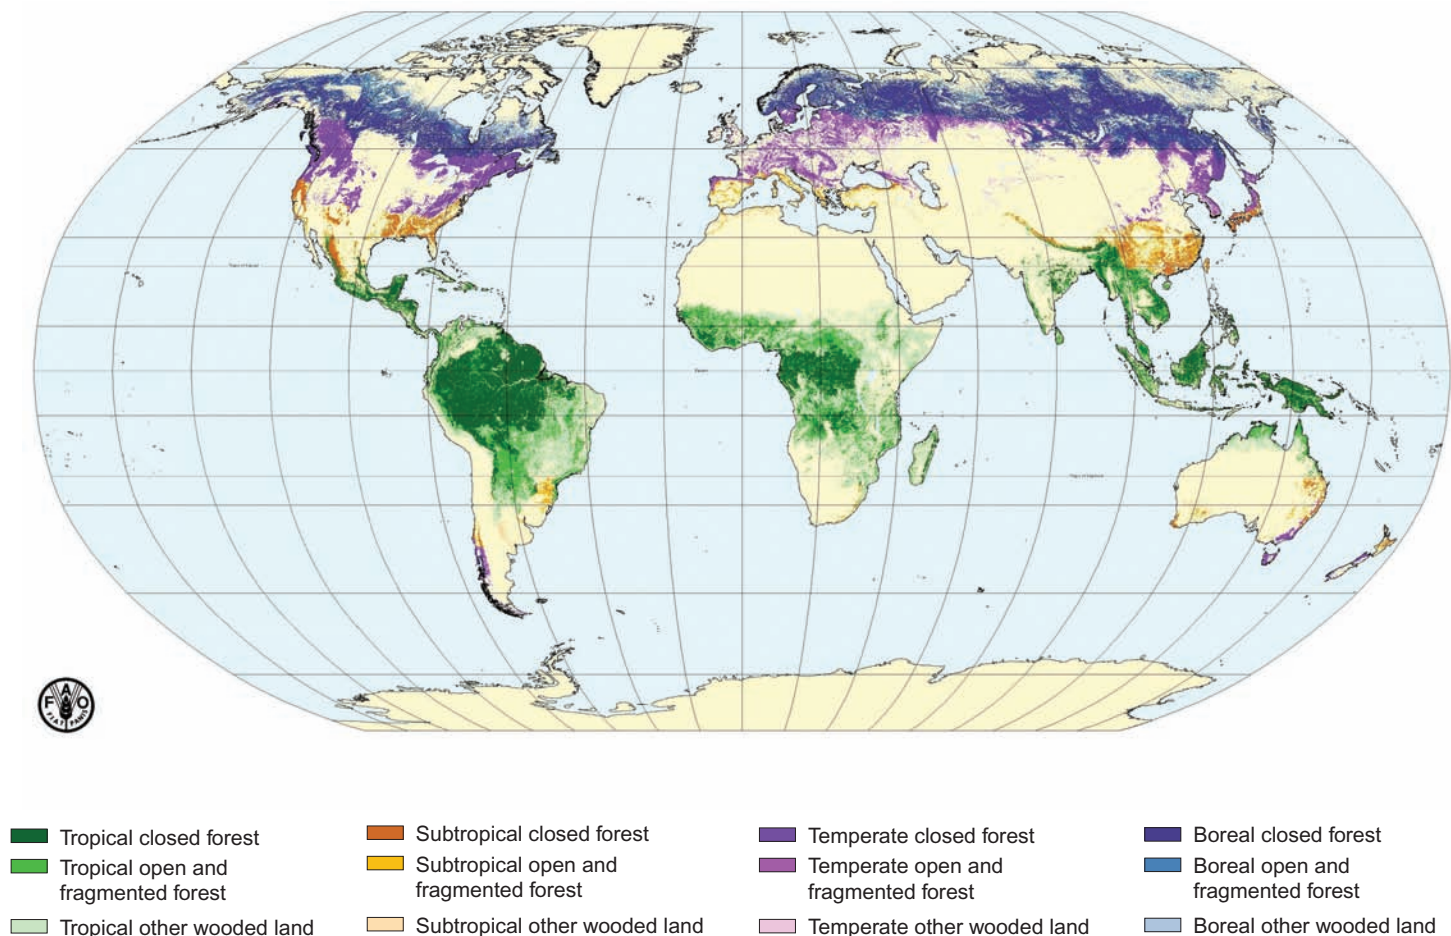 F A O
FIAT PANIS
Tropical closed forest
Tropical open and
fragmented forest
Tropical other wooded land
Subtropical closed forest
Subtropical open and
fragmented forest
Subtropical other wooded land
Temperate closed forest
Temperate open and
fragmented forest
Temperate other wooded land
Boreal closed forest
Boreal open and
fragmented forest
Boreal other wooded land